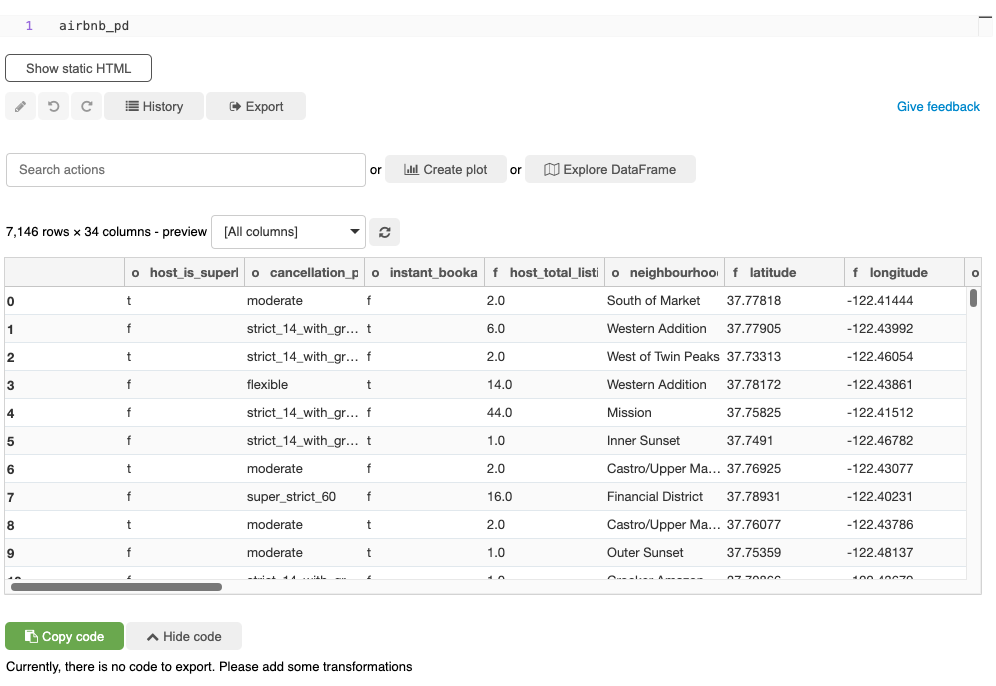 1 airbnb_pd
Show static HTML
History Export Give feedback
Search actions or Create plot or Explore DataFrame
7,146 rows × 34 columns - preview [All columns]
o host_is_superl o cancellation_p o instant_booka f host_total_listi o neighbourhoo f latitude f longitude o
0 t moderate f 2.0 South of Market 37.77818 -122.41444
1 f strict_14_with_gr... t 6.0 Western Addition 37.77905 -122.43992
2 t strict_14_with_gr... f 2.0 West of Twin Peaks 37.73313 -122.46054
3 f flexible t 14.0 Western Addition 37.78172 -122.43861
4 f strict_14_with_gr... f 44.0 Mission 37.75825 -122.41512
5 f strict_14_with_gr... t 1.0 Inner Sunset 37.7491 -122.46782
6 t moderate f 2.0 Castro/Upper Ma... 37.76925 -122.43077
7 f super_strict_60 f 16.0 Financial District 37.78931 -122.40231
8 t moderate t 2.0 Castro/Upper Ma... 37.76077 -122.43786
9 f moderate t 1.0 Outer Sunset 37.75359 -122.48137
Copy code Hide code
Currently, there is no code to export. Please add some transformations